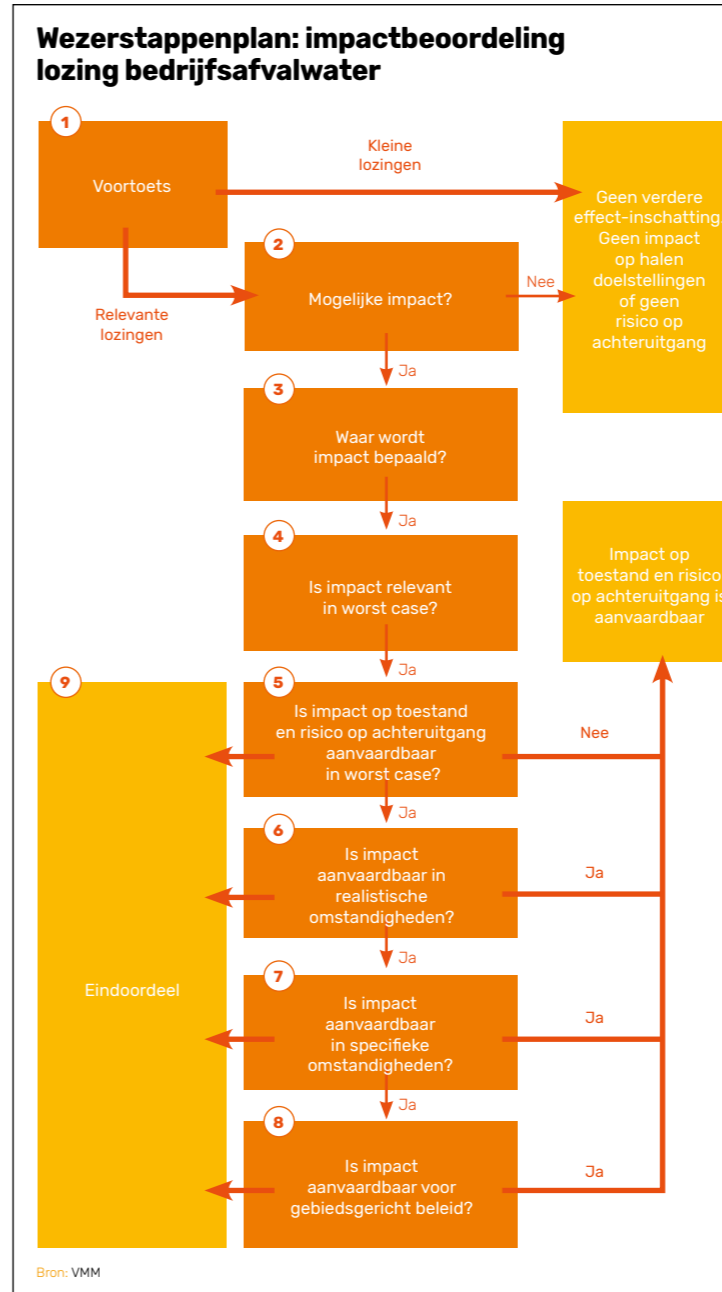 Wezerstappenplan: impactbeoordeling
lozing bedrijfsafvalwater
1
Voortoets
Kleine
lozingen
Geen verdere
effect-inschatting
Geen impact
op halen
doelstellingen
of geen
risico op
achteruitgang
Relevante
lozingen
2
Mogelijke impact?
Nee
Ja
3
Waar wordt
impact bepaald?
Ja
4
Is impact relevant
in worst case?
Ja
Impact op
toestand en risico
op achteruitgang is
aanvaardbaar
5
Is impact op toestand
en risico op achteruitgang
aanvaardbaar
in worst case?
Nee
Ja
6
Is impact
aanvaardbaar in
realistische
omstandigheden?
Ja
Ja
7
Is impact
aanvaardbaar
in specifieke
omstandigheden?
Ja
Ja
8
Is impact
aanvaardbaar voor
gebiedsgericht beleid?
Ja
9
Eindoordeel
Bron: VMM